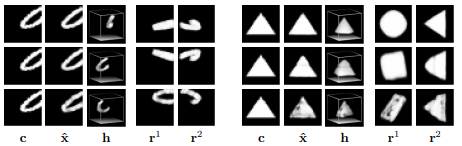 c x̂ h r¹ r² c x̂ h r¹ r²